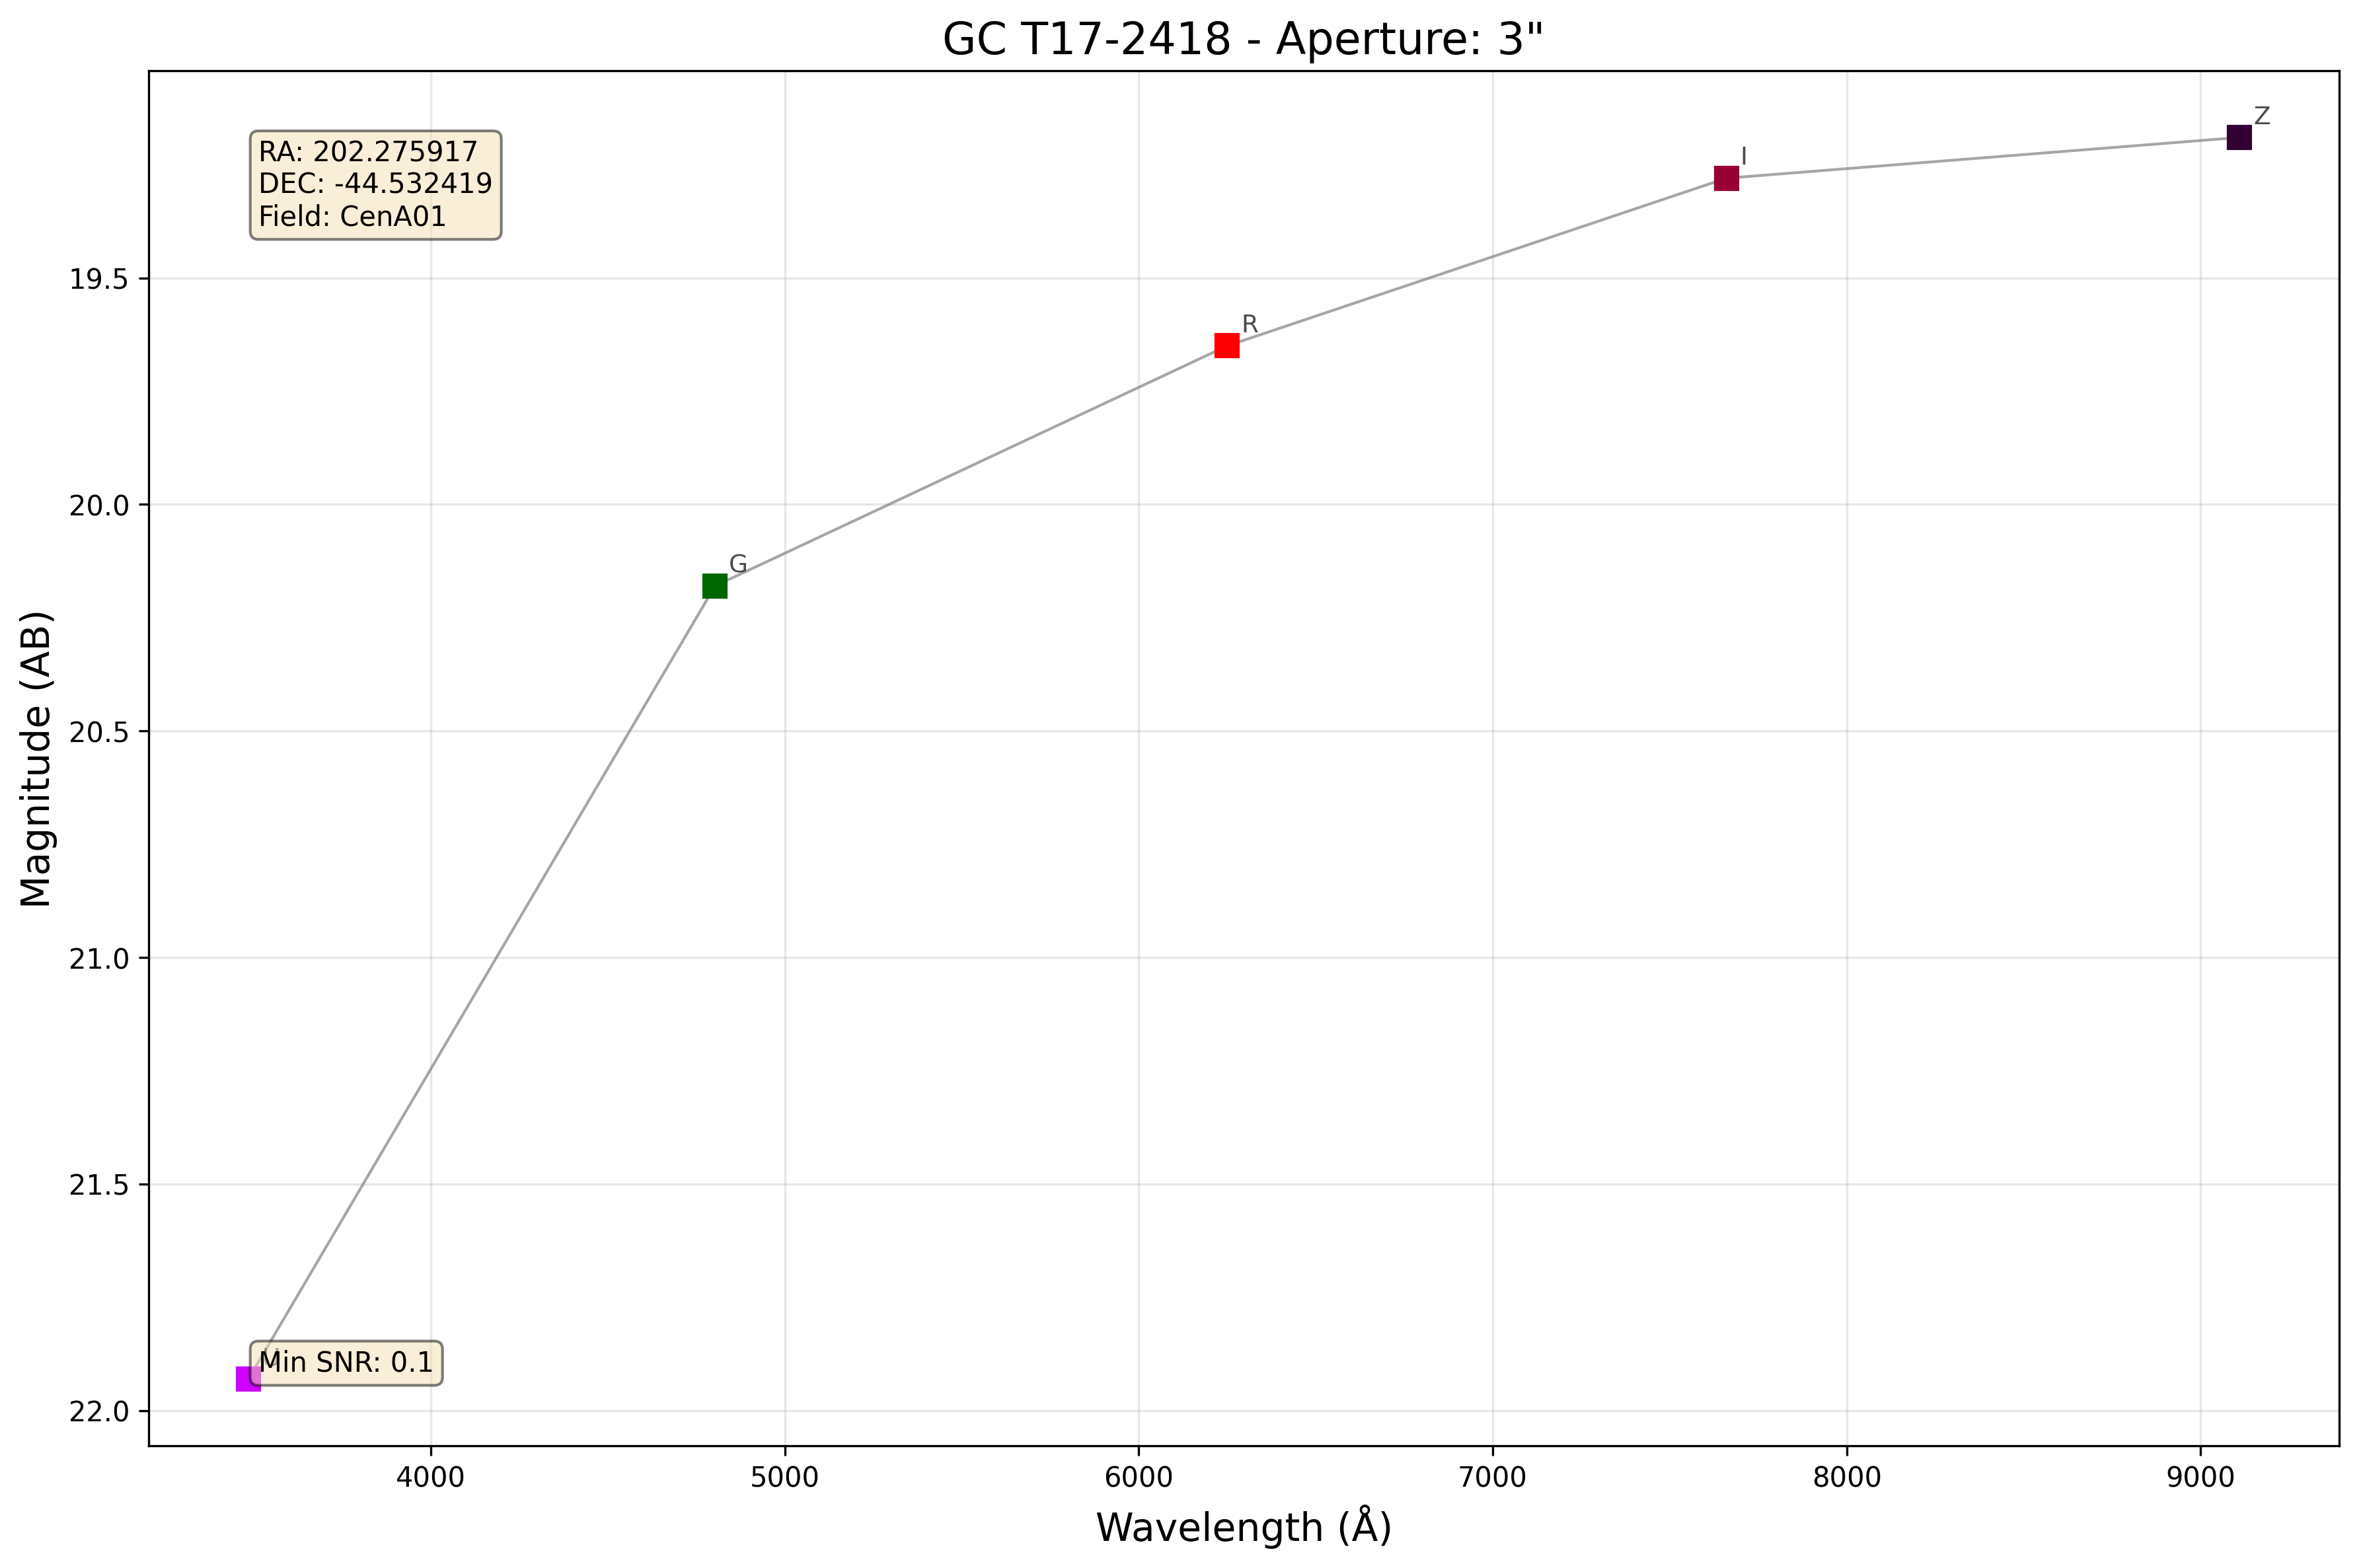 GC T17-2418 - Aperture: 3"
RA: 202.275917
DEC: -44.532419
Field: CenA01
Z
I
R
G
Min SNR: 0.1
19.5
20.0
20.5
21.0
21.5
22.0
Magnitude (AB)
4000
5000
6000
7000
8000
9000
Wavelength (Å)